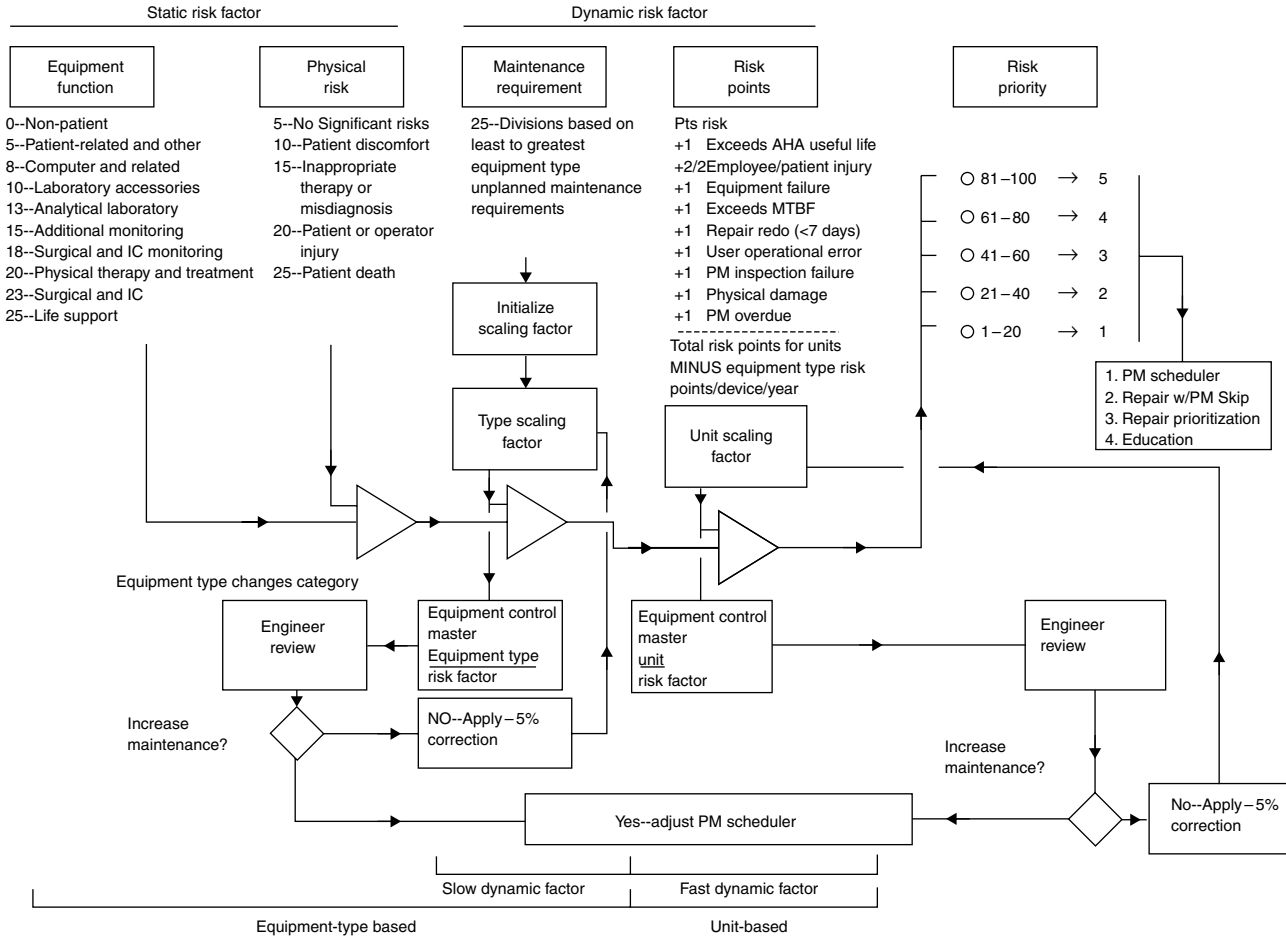 Static risk factor
Dynamic risk factor
Equipment
function
Physical
risk
Maintenance
requirement
Risk
points
Risk
priority
0--Non-patient
5--Patient-related and other
8--Computer and related
10--Laboratory accessories
13--Analytical laboratory
15--Additional monitoring
18--Surgical and IC monitoring
20--Physical therapy and treatment
23--Surgical and IC
25--Life support
5--No Significant risks
10--Patient discomfort
15--Inappropriate
therapy or
misdiagnosis
20--Patient or operator
injury
25--Patient death
25--Divisions based on
least to greatest
equipment type
unplanned maintenance
requirements
Pts risk
+1 Exceeds AHA useful life
+2/2Employee/patient injury
+1 Equipment failure
+1 Exceeds MTBF
+1 Repair redo (<7 days)
+1 User operational error
+1 PM inspection failure
+1 Physical damage
+1 PM overdue
Total risk points for units
MINUS equipment type risk
points/device/year
81–100 → 5
61–80 → 4
41–60 → 3
21–40 → 2
1–20 → 1
Initialize
scaling factor
Type scaling
factor
Unit scaling
factor
1. PM scheduler
2. Repair w/PM Skip
3. Repair prioritization
4. Education
Equipment type changes category
Engineer
review
Equipment control
master
Equipment type
risk factor
Equipment control
master
unit
risk factor
Engineer
review
Increase
maintenance?
NO--Apply–5%
correction
Increase
maintenance?
No--Apply–5%
correction
Yes--adjust PM scheduler
Slow dynamic factor
Fast dynamic factor
Equipment-type based
Unit-based